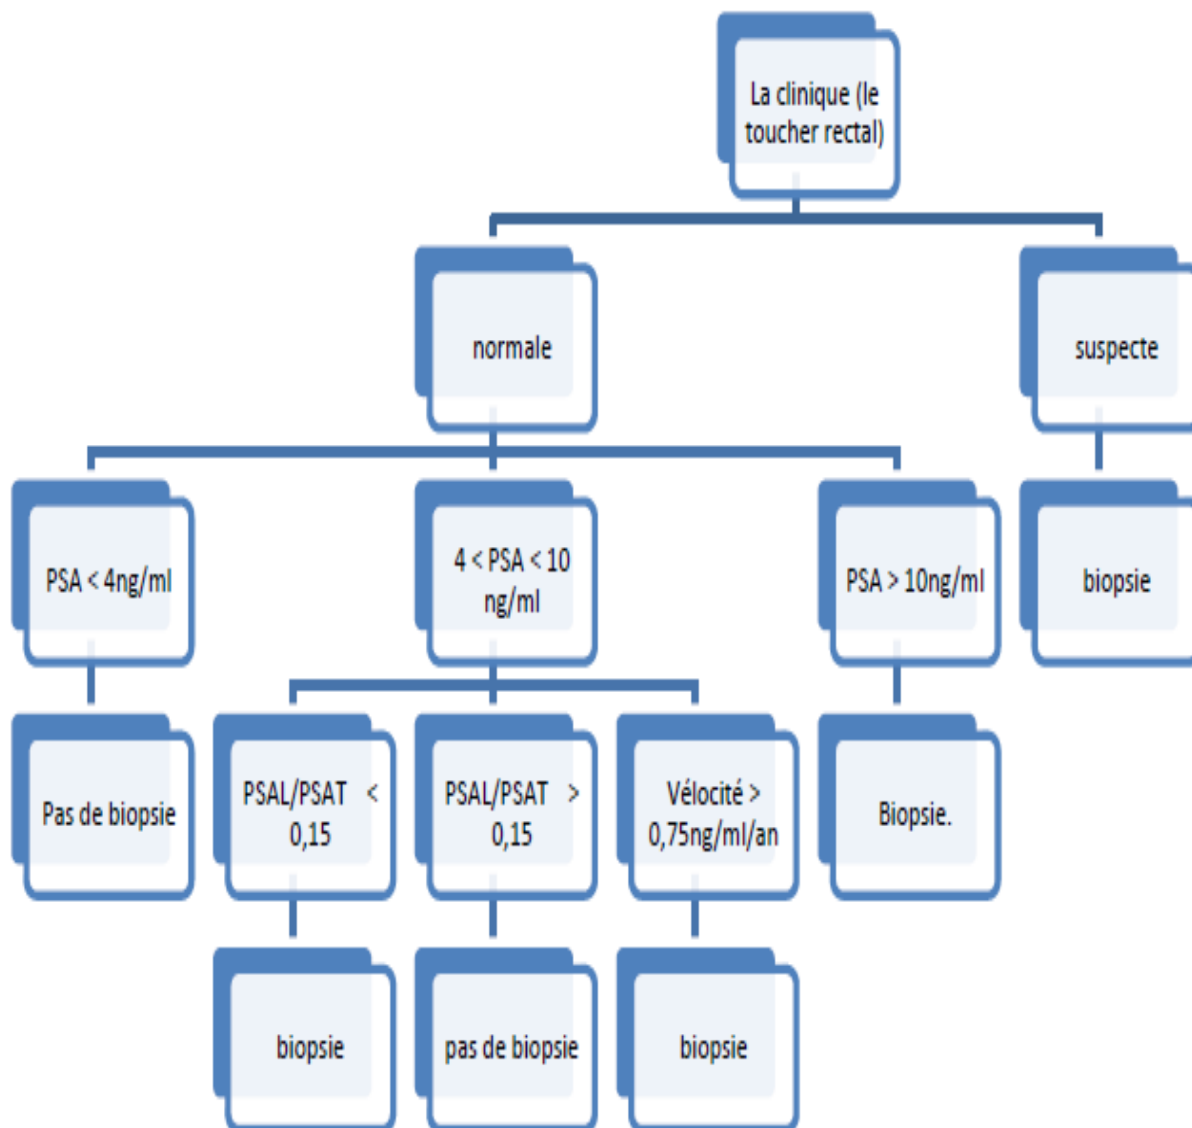 La clinique (le
toucher rectal)
normale
suspecte
PSA < 4ng/ml
4 < PSA < 10
ng/ml
PSA > 10ng/ml
biopsie
Pas de biopsie
PSAL/PSAT <
0,15
PSAL/PSAT >
0,15
Vélocité >
0,75ng/ml/an
Biopsie.
biopsie
pas de biopsie
biopsie